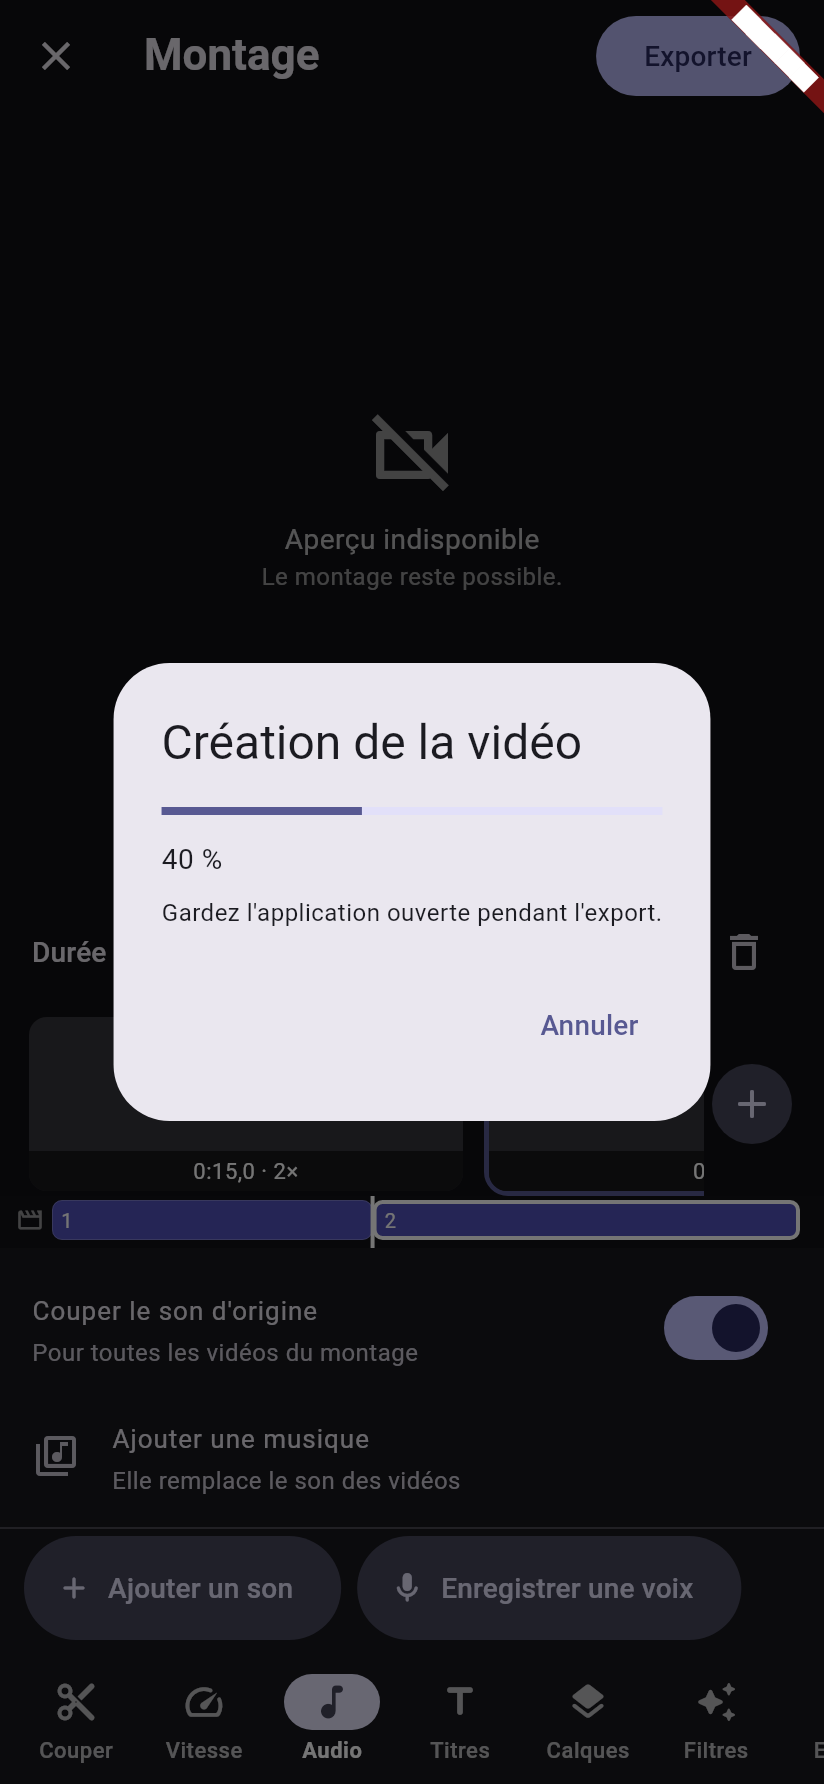 Montage
Exporter
Aperçu indisponible
Le montage reste possible.
Création de la vidéo
40 %
Gardez l'application ouverte pendant l'export.
Annuler
Durée
0:15,0 · 2×
0
1
2
Couper le son d'origine
Pour toutes les vidéos du montage
Ajouter une musique
Elle remplace le son des vidéos
Ajouter un son
Enregistrer une voix
Couper
Vitesse
Audio
Titres
Calques
Filtres